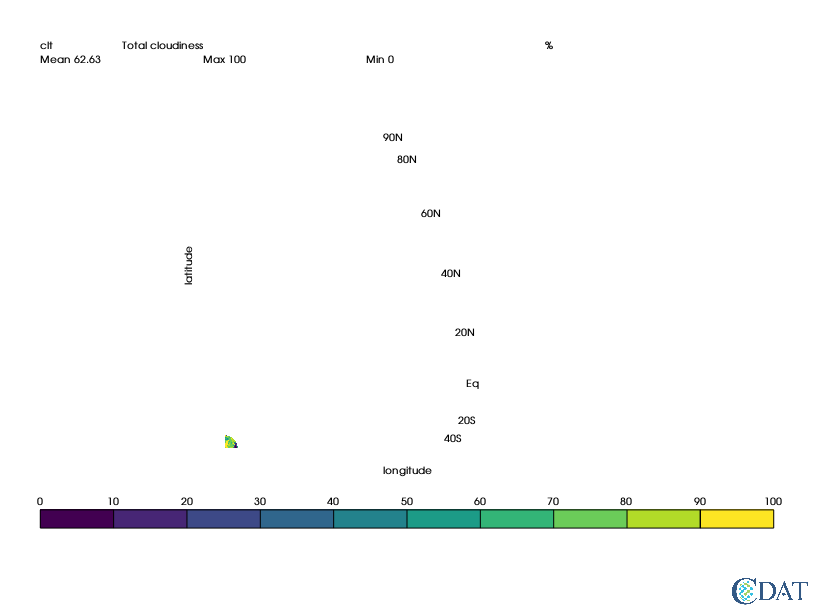 clt Total cloudiness %
Mean 62.63 Max 100 Min 0
90N
80N
60N
latitude
40N
20N
Eq
20S
40S
longitude
0 10 20 30 40 50 60 70 80 90 100
CDAT